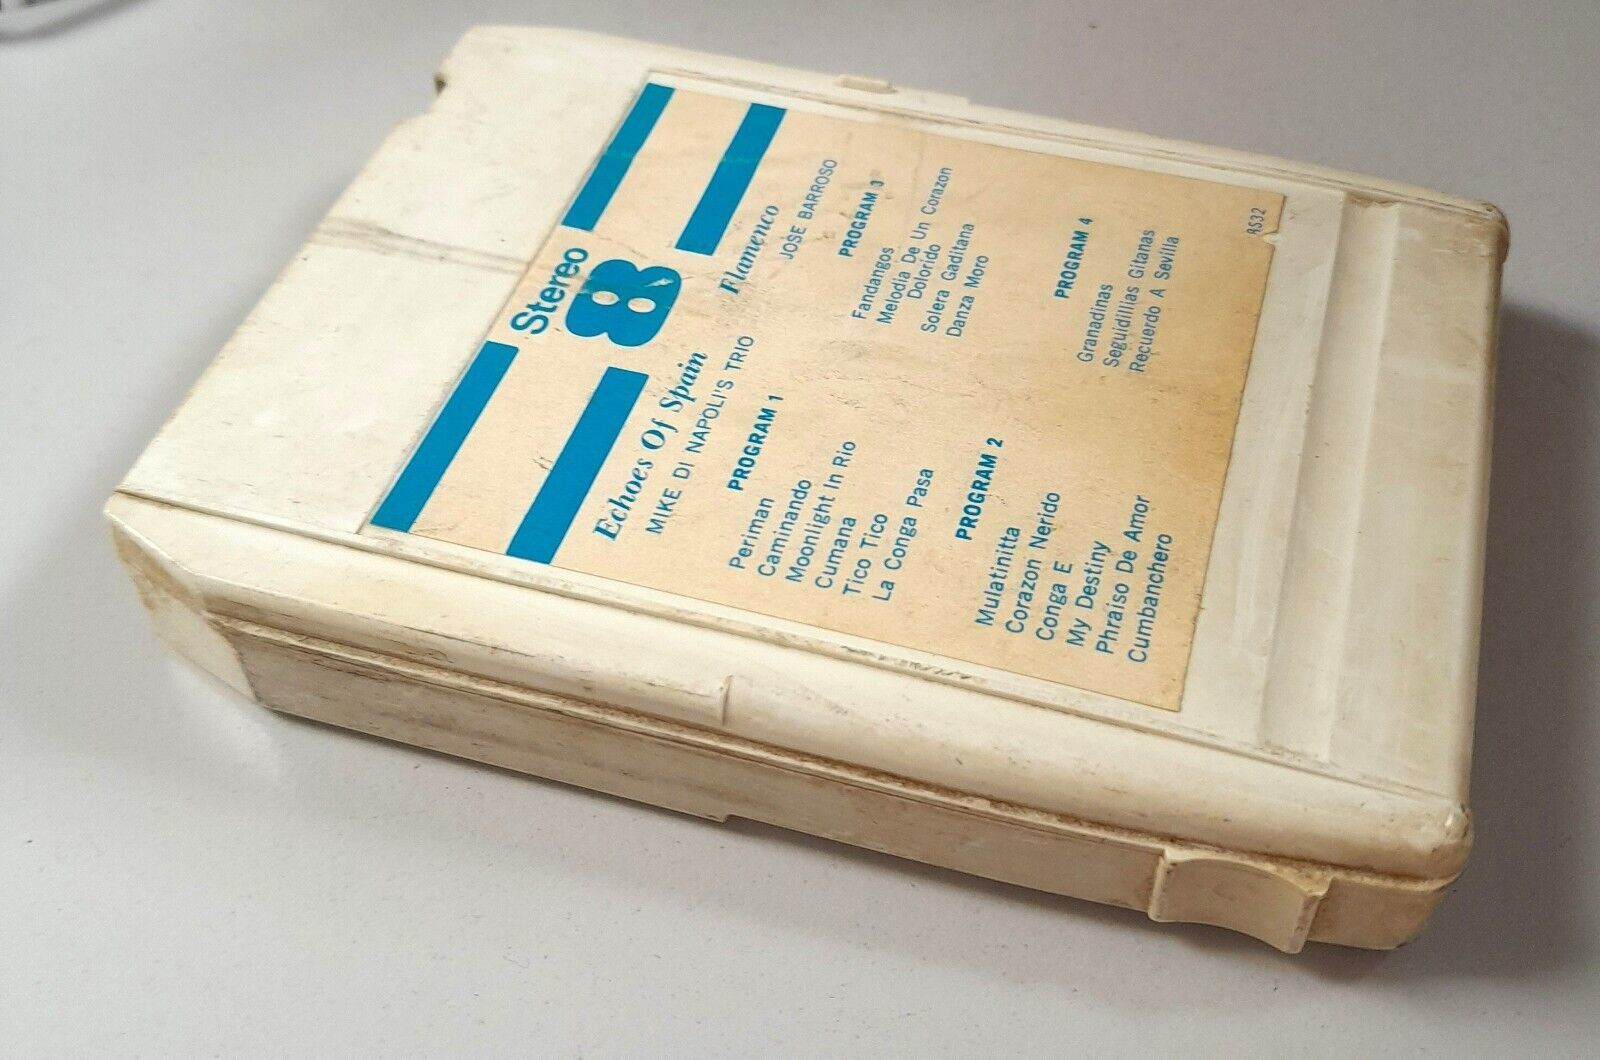 Stereo
8
Echoes Of Spain
MIKE DI NAPOLI'S TRIO
PROGRAM 1
Periman
Caminando
Moonlight In Rio
Cumana
Tico Tico
La Conga Pasa
PROGRAM 2
Mulatinitta
Corazon Nerido
Conga E
My Destiny
Phraiso De Amor
Cumbanchero
Flamenco
JOSE BARROSO
PROGRAM 3
Fandangos
Melodia De Un Corazon
Dolorido
Solera Gaditana
Danza Moro
PROGRAM 4
Granadinas
Seguidillias Gitanas
Recuerdo A Sevilla
AS32